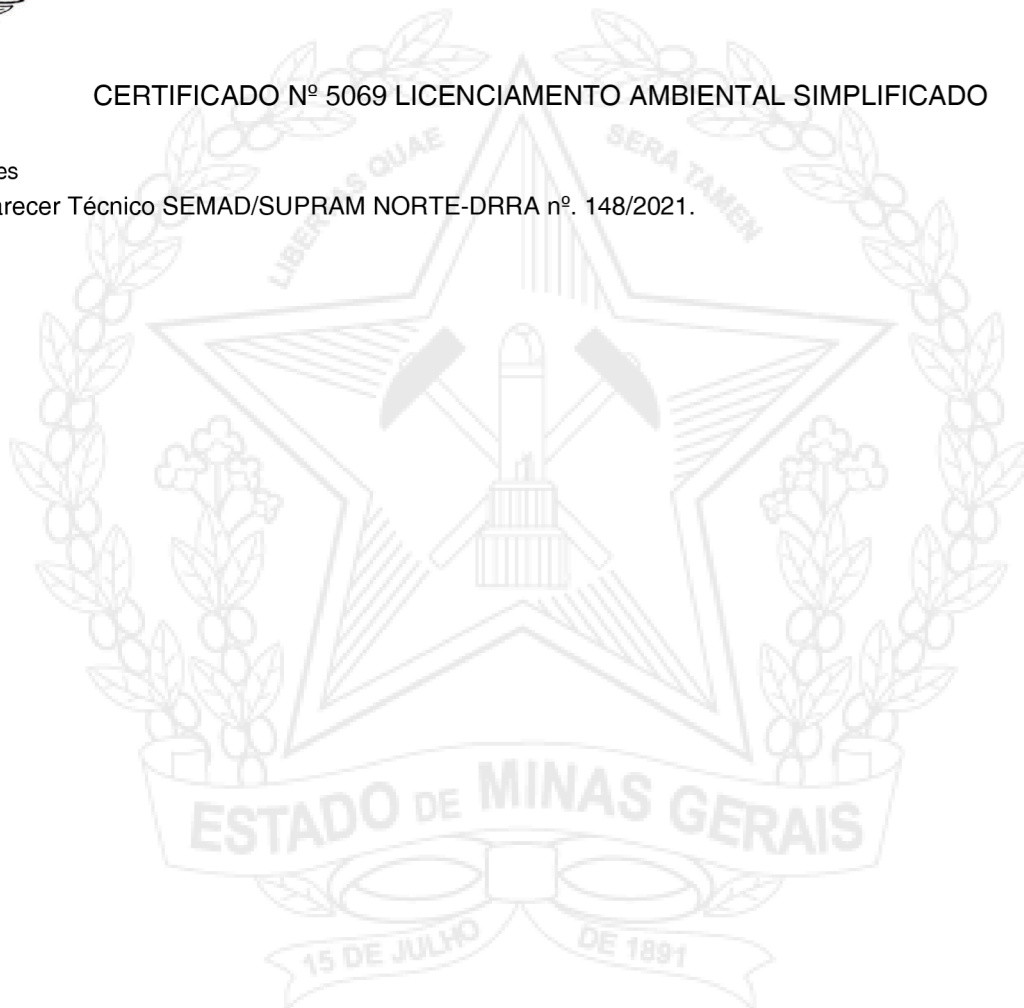 CERTIFICADO Nº 5069 LICENCIAMENTO AMBIENTAL SIMPLIFICADO
es
arecer Técnico SEMAD/SUPRAM NORTE-DRRA nº. 148/2021.
LIBERTAS QUAE SERA TAMEN
ESTADO DE MINAS GERAIS
15 DE JULHO DE 1891